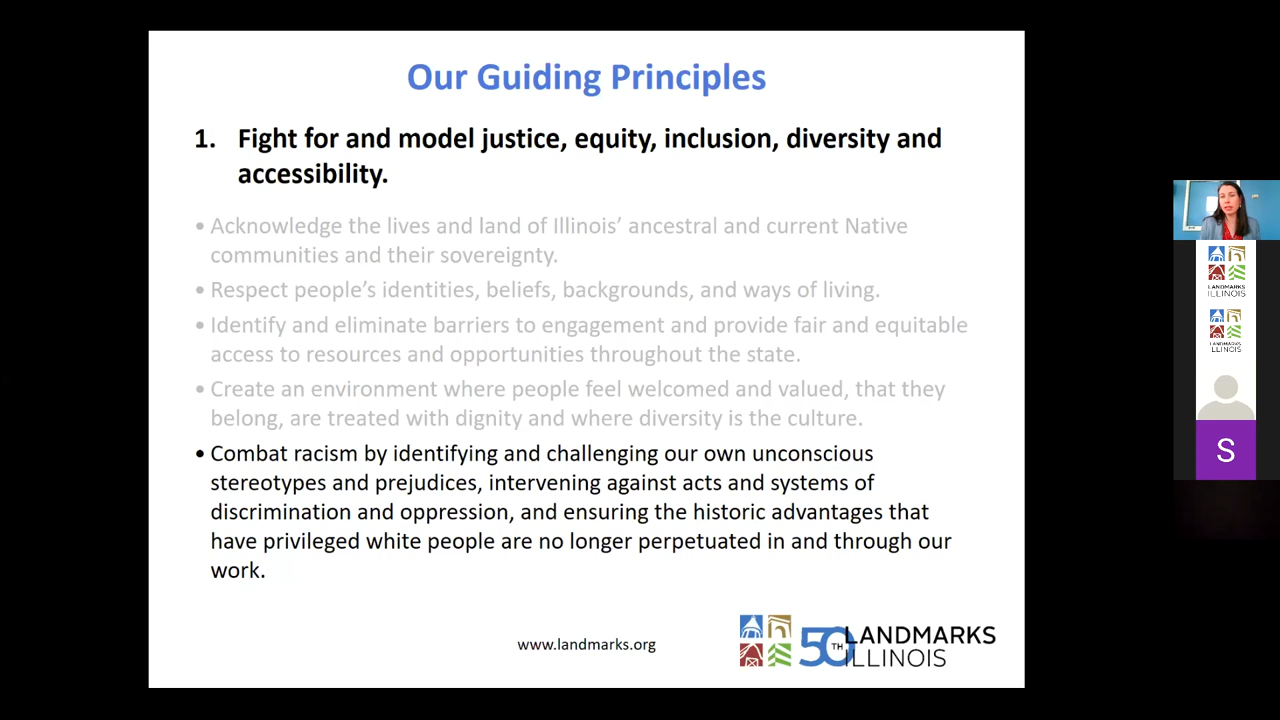 Our Guiding Principles
1. Fight for and model justice, equity, inclusion, diversity and
accessibility.
• Acknowledge the lives and land of Illinois’ ancestral and current Native
communities and their sovereignty.
• Respect people’s identities, beliefs, backgrounds, and ways of living.
• Identify and eliminate barriers to engagement and provide fair and equitable
access to resources and opportunities throughout the state.
• Create an environment where people feel welcomed and valued, that they
belong, are treated with dignity and where diversity is the culture.
• Combat racism by identifying and challenging our own unconscious
stereotypes and prejudices, intervening against acts and systems of
discrimination and oppression, and ensuring the historic advantages that
have privileged white people are no longer perpetuated in and through our
work.
www.landmarks.org
50TH LANDMARKS
ILLINOIS
LANDMARKS
ILLINOIS
LANDMARKS
ILLINOIS
S